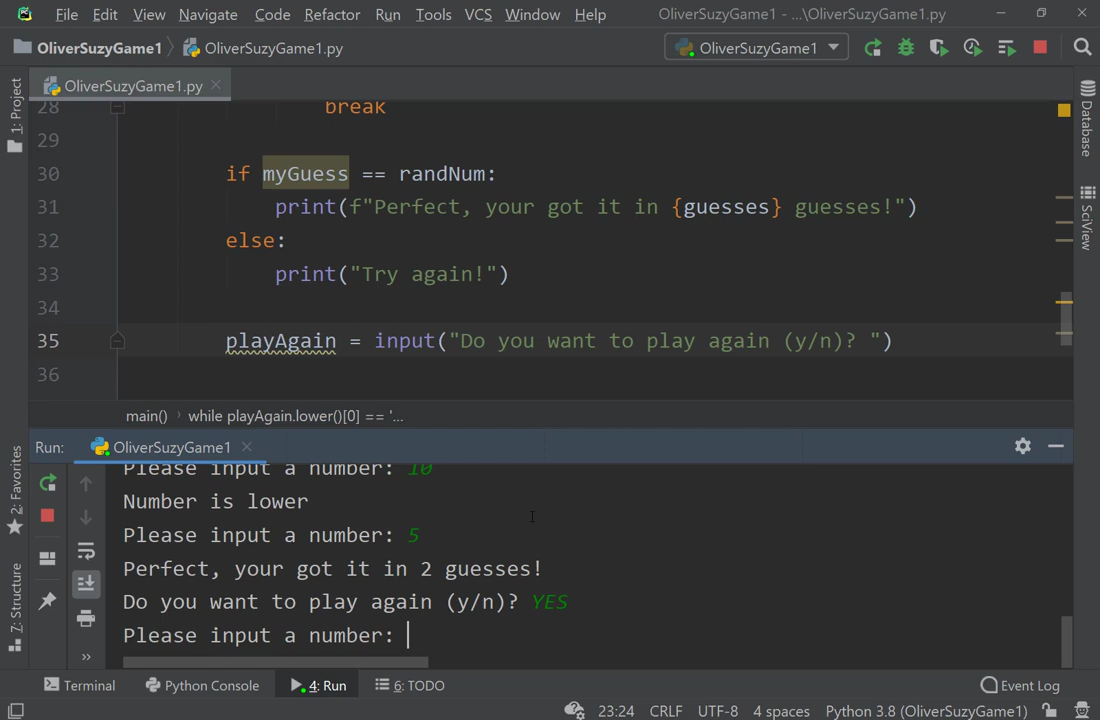 File Edit View Navigate Code Refactor Run Tools VCS Window Help OliverSuzyGame1 - ...\OliverSuzyGame1.py
OliverSuzyGame1 OliverSuzyGame1.py OliverSuzyGame1
1: Project
OliverSuzyGame1.py
Database
SciView
28 break
29
30 if myGuess == randNum:
31 print(f"Perfect, your got it in {guesses} guesses!")
32 else:
33 print("Try again!")
34
35 playAgain = input("Do you want to play again (y/n)? ")
36
main() › while playAgain.lower()[0] == '...
Run: OliverSuzyGame1
2: Favorites
7: Structure
Please input a number: 10
Number is lower
Please input a number: 5
Perfect, your got it in 2 guesses!
Do you want to play again (y/n)? YES
Please input a number:
Terminal Python Console 4: Run 6: TODO Event Log
23:24 CRLF UTF-8 4 spaces Python 3.8 (OliverSuzyGame1)